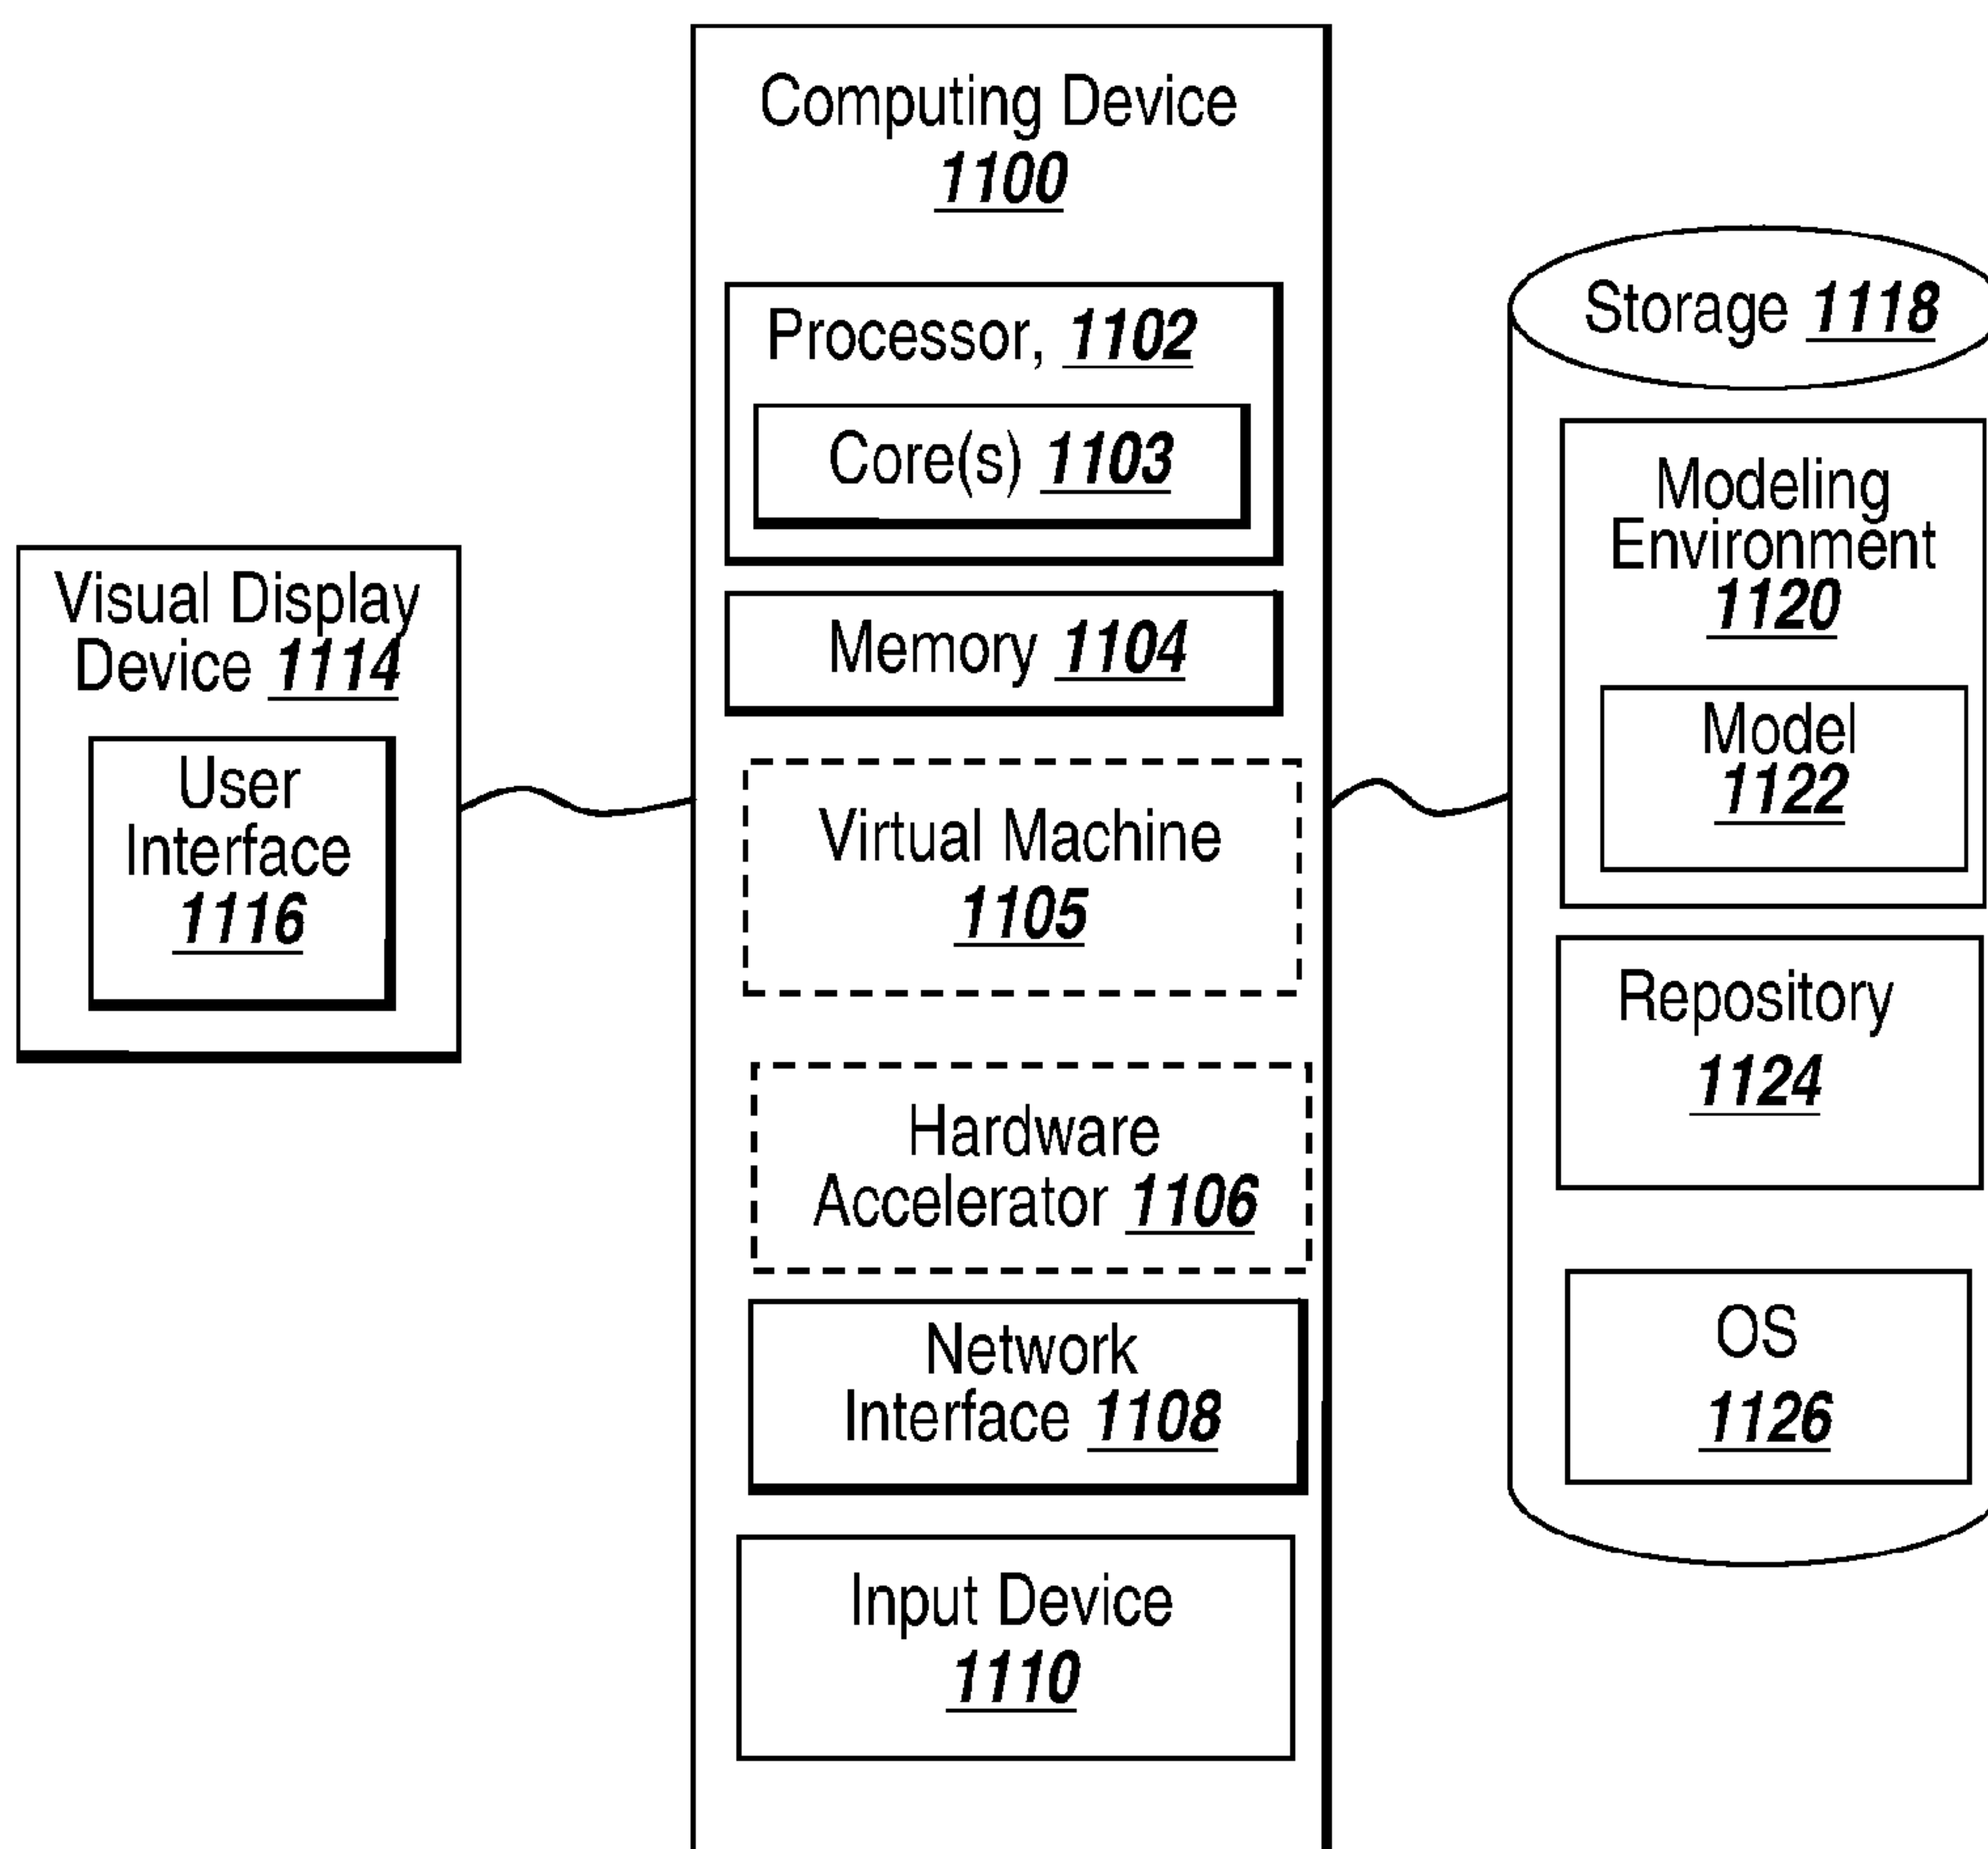 Computing Device
1100
Processor, 1102
Core(s) 1103
Memory 1104
Virtual Machine
1105
Hardware
Accelerator 1106
Network
Interface 1108
Input Device
1110
Visual Display
Device 1114
User
Interface
1116
Storage 1118
Modeling
Environment
1120
Model
1122
Repository
1124
OS
1126